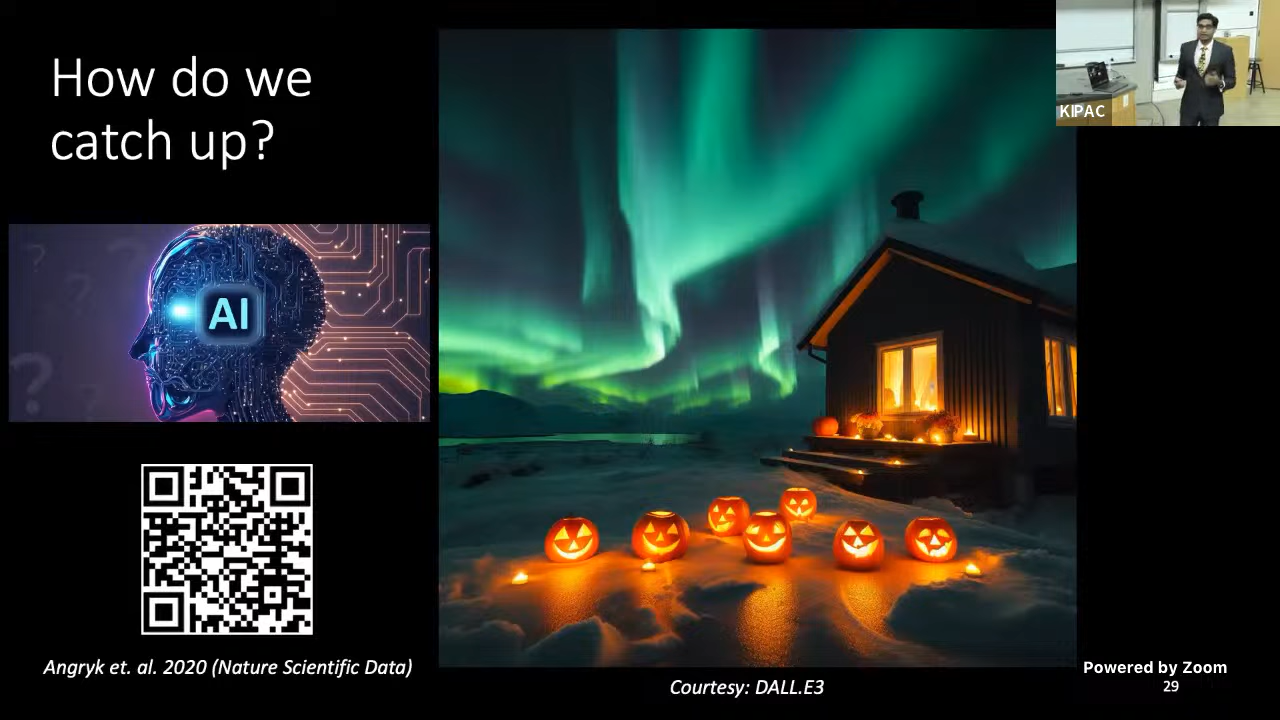 How do we
catch up?
KIPAC
AI
Angryk et. al. 2020 (Nature Scientific Data)
Courtesy: DALL.E3
Powered by Zoom
29